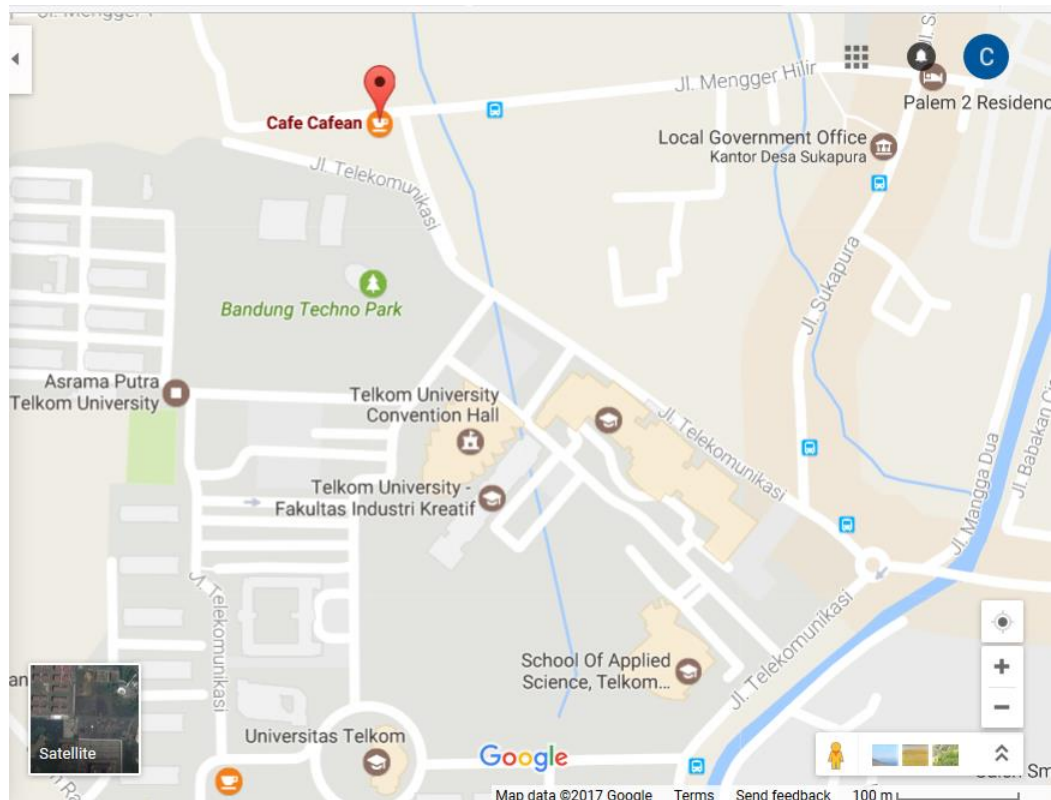 Jl. Mengger
C
Jl. Mengger Hilir
Palem 2 Residenc
Cafe Cafean
Local Government Office
Kantor Desa Sukapura
Jl. Telekomunikasi
Jl. Sukapura
Bandung Techno Park
Asrama Putra
Telkom University
Telkom University
Convention Hall
Jl. Telekomunikasi
Jl. Mangga Dua
Jl. Babakan Ci
Telkom University -
Fakultas Industri Kreatif
Jl. Telekomunikasi
Jl. Telekomunikasi
School Of Applied
Science, Telkom...
Satellite
Universitas Telkom
Google
Map data ©2017 Google
Terms
Send feedback
100 m